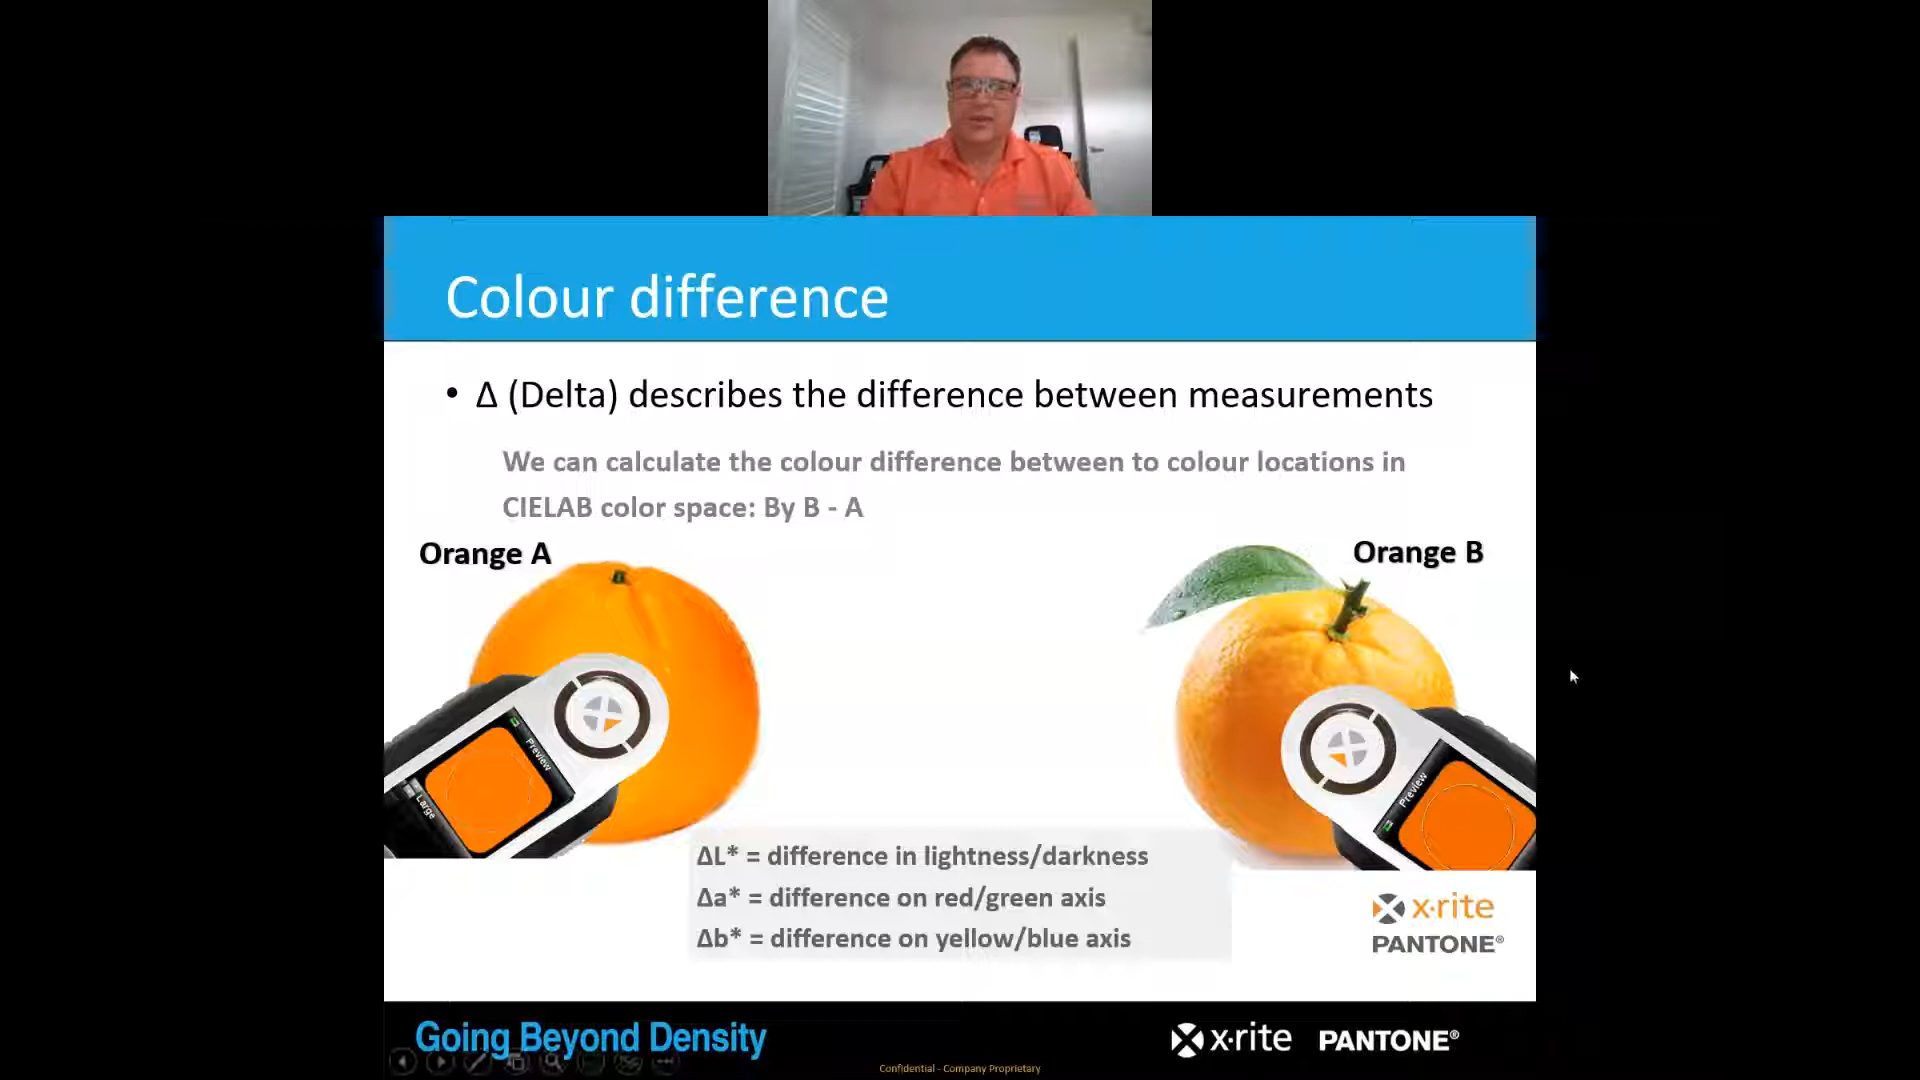 Colour difference
• Δ (Delta) describes the difference between measurements
We can calculate the colour difference between to colour locations in
CIELAB color space: By B - A
Orange A
Orange B
Preview
Large
Preview
ΔL* = difference in lightness/darkness
Δa* = difference on red/green axis
Δb* = difference on yellow/blue axis
x·rite
PANTONE®
Going Beyond Density
x·rite PANTONE®
Confidential - Company Proprietary